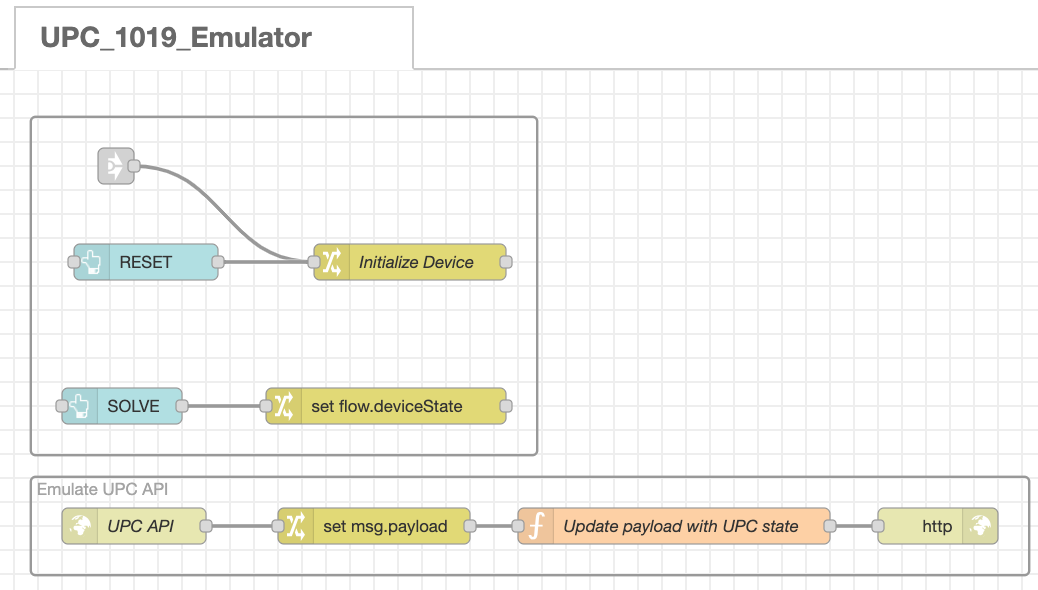 UPC_1019_Emulator
RESET
Initialize Device
SOLVE
set flow.deviceState
Emulate UPC API
UPC API
set msg.payload
Update payload with UPC state
http